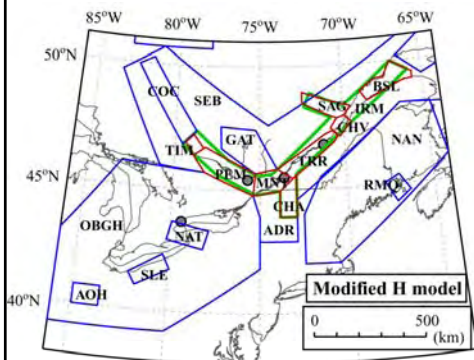 85°W
80°W
75°W
70°W
65°W
50°N
COC
SEB
BSL
SAG
IRM
GAT
CHV
NAN
TIM
TRR
PEM
MNT
45°N
RMQ
CHA
OBGH
ADR
NAT
SLE
AOH
Modified H model
40°N
0 500
(km)